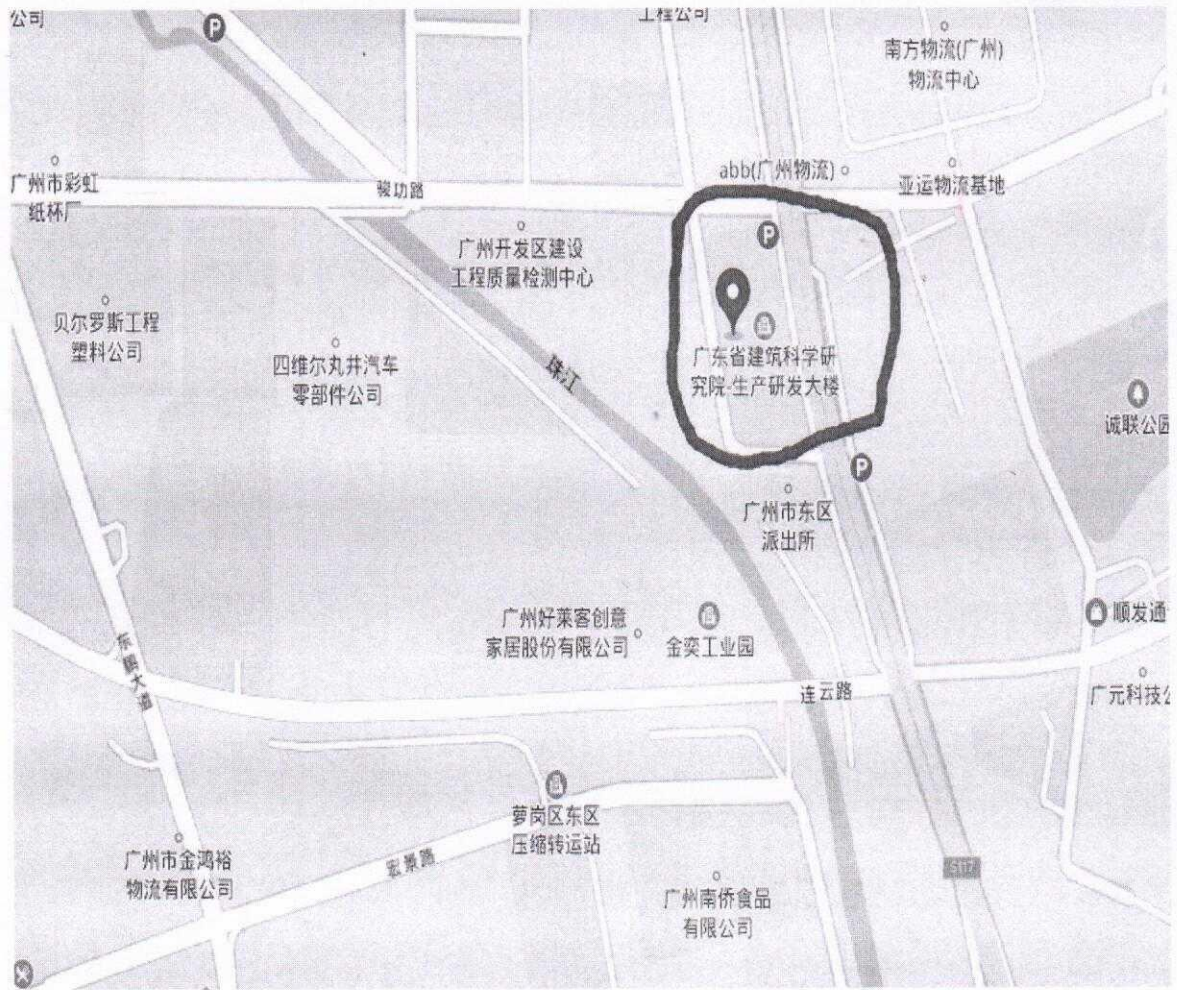 公司
P
工程公司
南方物流(广州)
物流中心
广州市彩虹
纸杯厂
骏功路
abb(广州物流)
亚运物流基地
广州开发区建设
工程质量检测中心
P
贝尔罗斯工程
塑料公司
四维尔丸井汽车
零部件公司
珠江
广东省建筑科学研
究院-生产研发大楼
诚联公园
P
广州市东区
派出所
广州好莱客创意
家居股份有限公司
金奕工业园
顺发通
东鹏大道
连云路
广元科技公
萝岗区东区
压缩转运站
广州市金鸿裕
物流有限公司
宏景路
S117
广州南侨食品
有限公司